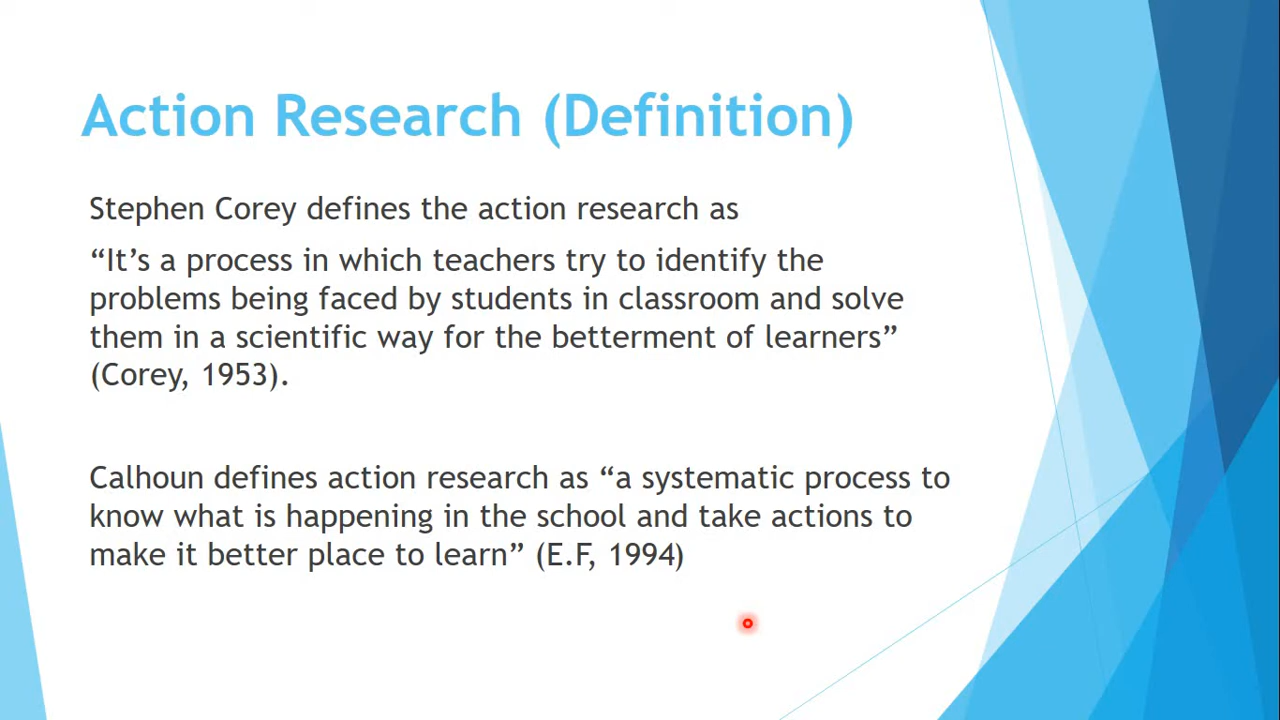 Action Research (Definition)
Stephen Corey defines the action research as
“It’s a process in which teachers try to identify the
problems being faced by students in classroom and solve
them in a scientific way for the betterment of learners”
(Corey, 1953).
Calhoun defines action research as “a systematic process to
know what is happening in the school and take actions to
make it better place to learn” (E.F, 1994)